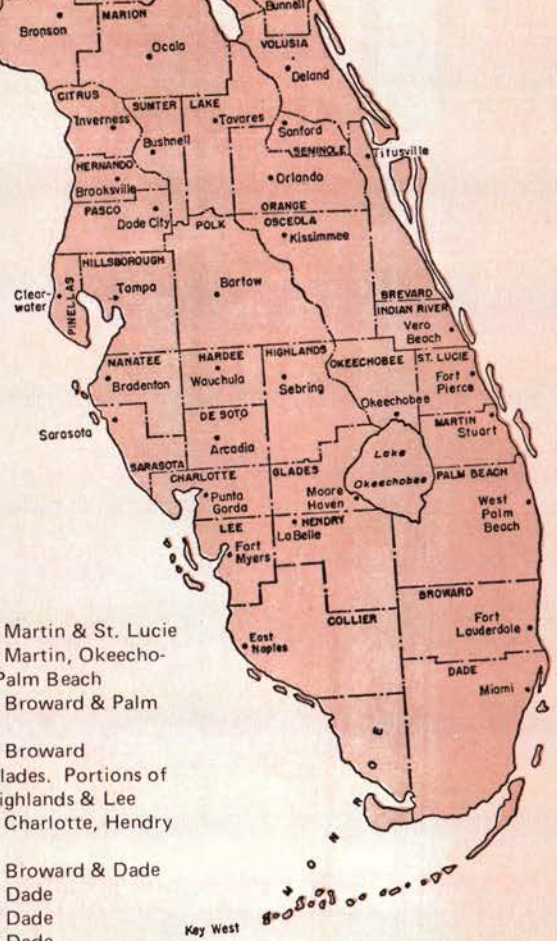 Bunnell
MARION
Bronson
VOLUSIA
Ocala
Deland
CITRUS
SUMTER
LAKE
Inverness
Tavares
Sanford
Bushnell
SEMINOLE
Titusville
HERNANDO
Brooksville
Orlando
PASCO
ORANGE
Dade City
POLK
OSCEOLA
Kissimmee
HILLSBOROUGH
Clear-
water
PINELLAS
Tampa
Bartow
BREVARD
INDIAN RIVER
Vero
Beach
MANATEE
HARDEE
HIGHLANDS
OKEECHOBEE
ST. LUCIE
Bradenton
Wauchula
Sebring
Fort
Pierce
Okeechobee
DE SOTO
MARTIN
Stuart
Sarasota
Arcadia
Lake
Okeechobee
SARASOTA
CHARLOTTE
GLADES
PALM BEACH
Punta
Gorda
Moore
Haven
West
Palm
Beach
LEE
HENDRY
LaBelle
Fort
Myers
BROWARD
COLLIER
Fort
Lauderdale
East
Naples
DADE
Miami
MONROE
Key West
Martin & St. Lucie
Martin, Okeecho-
Palm Beach
Broward & Palm
Broward
lades. Portions of
ighlands & Lee
Charlotte, Hendry
Broward & Dade
Dade
Dade
Dade